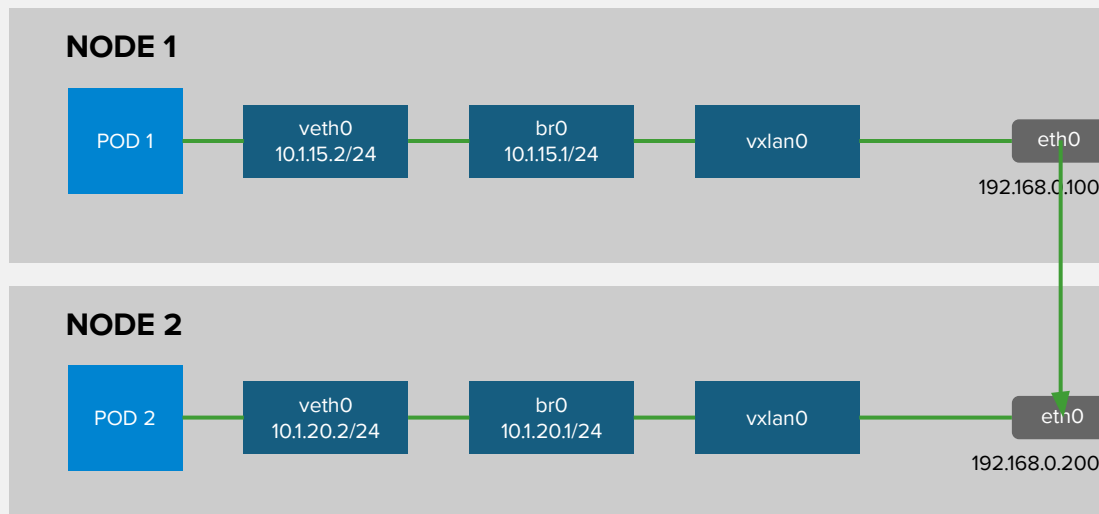 NODE 1
POD 1
veth0
10.1.15.2/24
br0
10.1.15.1/24
vxlan0
eth0
192.168.0.100
NODE 2
POD 2
veth0
10.1.20.2/24
br0
10.1.20.1/24
vxlan0
eth0
192.168.0.200